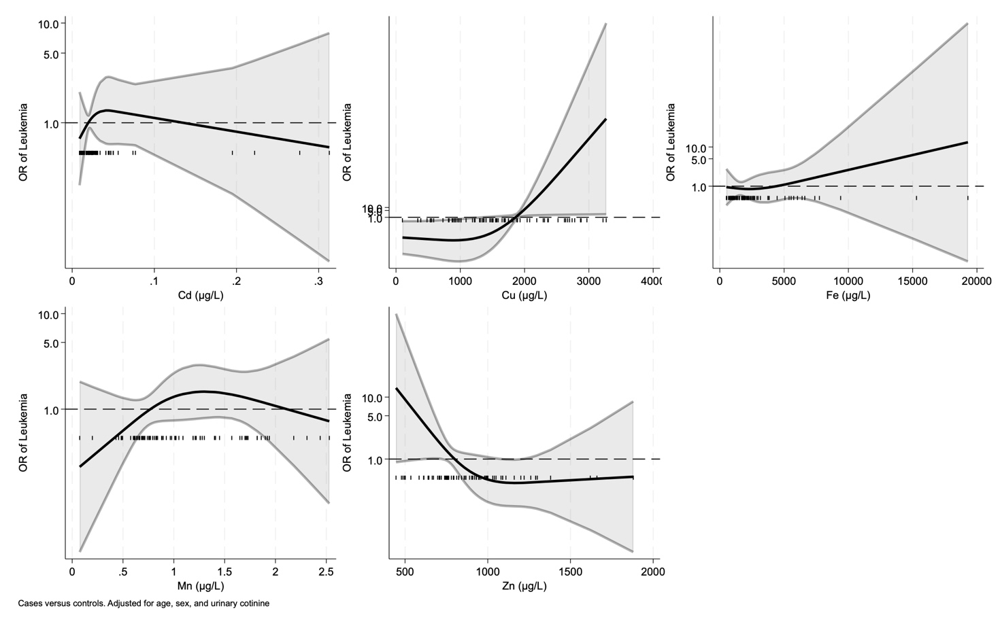 10.0
5.0
1.0
OR of Leukemia
0 .1 .2 .3
Cd (µg/L)
10.0
5.0
1.0
OR of Leukemia
0 1000 2000 3000 4000
Cu (µg/L)
10.0
5.0
1.0
OR of Leukemia
0 5000 10000 15000 20000
Fe (µg/L)
10.0
5.0
1.0
OR of Leukemia
0 .5 1 1.5 2 2.5
Mn (µg/L)
10.0
5.0
1.0
OR of Leukemia
500 1000 1500 2000
Zn (µg/L)
Cases versus controls. Adjusted for age, sex, and urinary cotinine